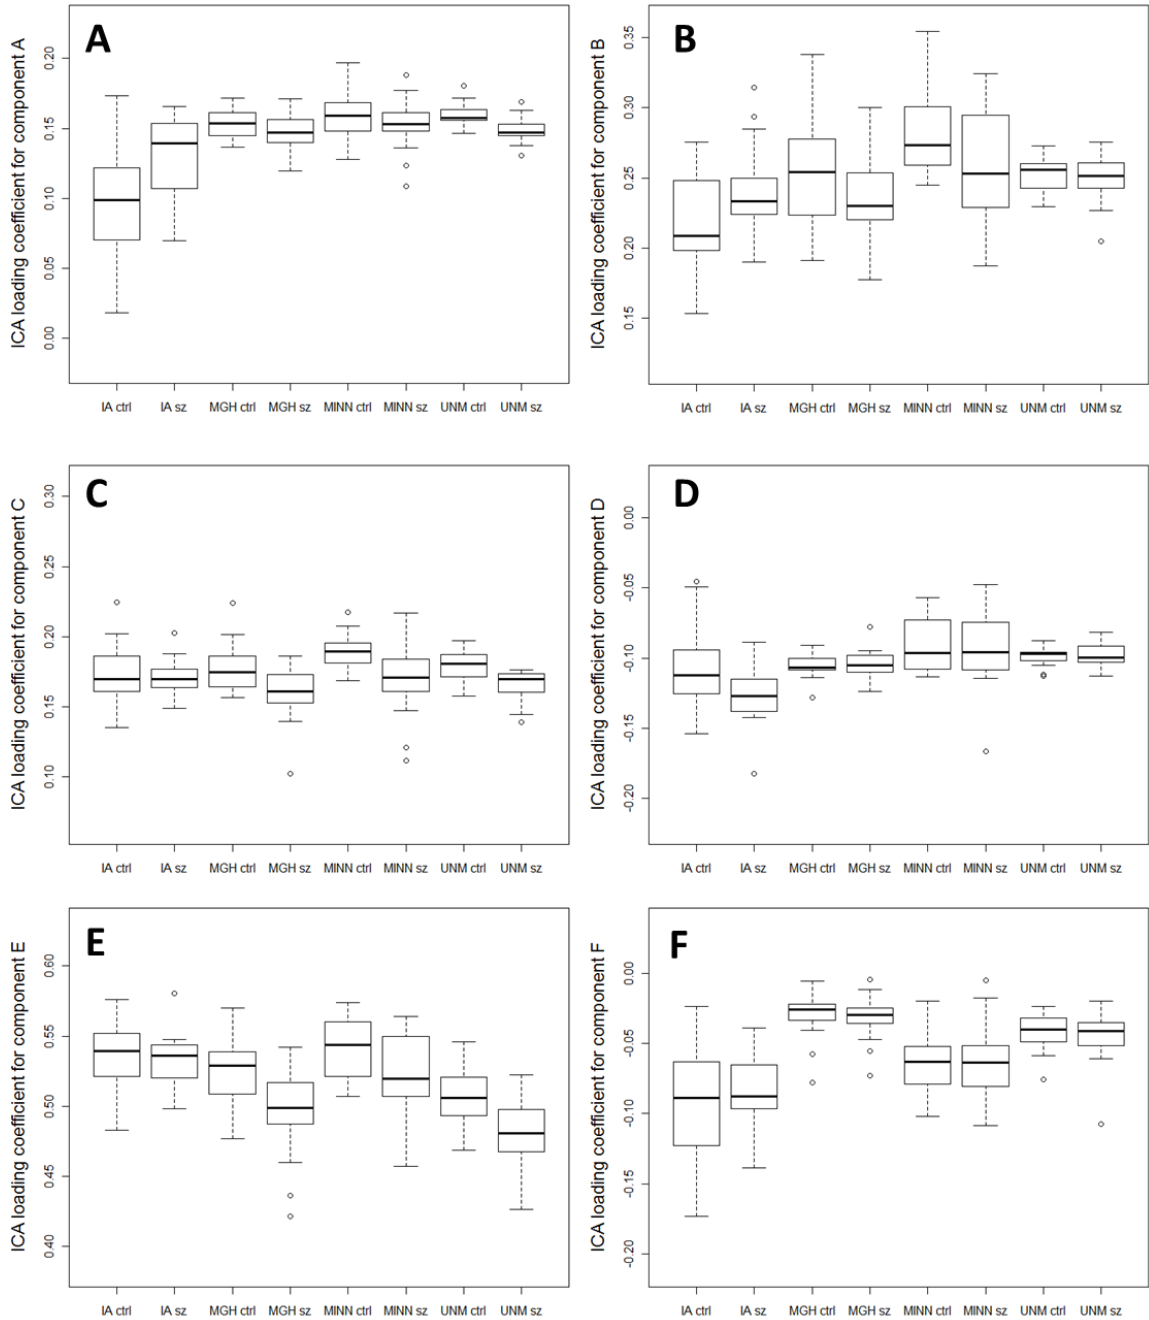 A
ICA loading coefficient for component A
0.20
0.15
0.10
0.05
0.00
IA ctrl IA sz MGH ctrl MGH sz MINN ctrl MINN sz UNM ctrl UNM sz
B
ICA loading coefficient for component B
0.35
0.30
0.25
0.20
0.15
IA ctrl IA sz MGH ctrl MGH sz MINN ctrl MINN sz UNM ctrl UNM sz
C
ICA loading coefficient for component C
0.30
0.25
0.20
0.15
0.10
IA ctrl IA sz MGH ctrl MGH sz MINN ctrl MINN sz UNM ctrl UNM sz
D
ICA loading coefficient for component D
0.00
-0.05
-0.10
-0.15
-0.20
IA ctrl IA sz MGH ctrl MGH sz MINN ctrl MINN sz UNM ctrl UNM sz
E
ICA loading coefficient for component E
0.60
0.55
0.50
0.45
0.40
IA ctrl IA sz MGH ctrl MGH sz MINN ctrl MINN sz UNM ctrl UNM sz
F
ICA loading coefficient for component F
0.00
-0.05
-0.10
-0.15
-0.20
IA ctrl IA sz MGH ctrl MGH sz MINN ctrl MINN sz UNM ctrl UNM sz